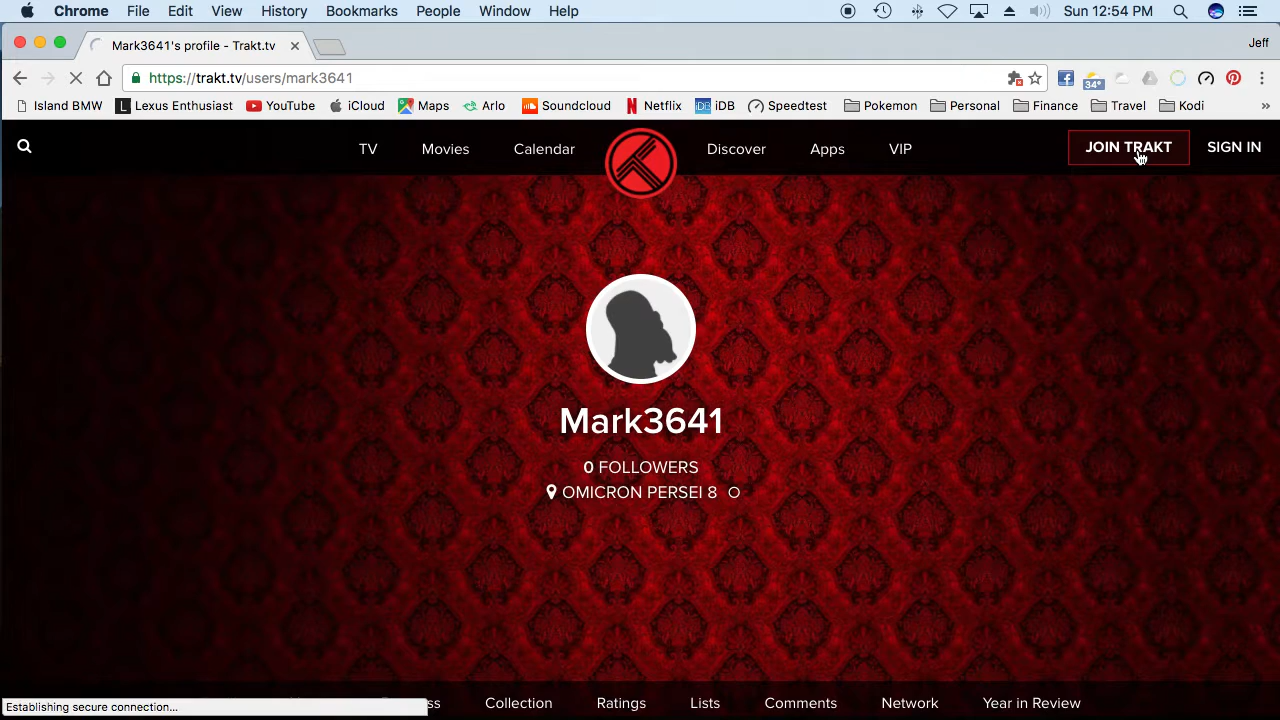 Chrome File Edit View History Bookmarks People Window Help Sun 12:54 PM
Mark3641's profile - Trakt.tv Jeff
https://trakt.tv/users/mark3641 34°
Island BMW Lexus Enthusiast YouTube iCloud Maps Arlo Soundcloud Netflix iDB Speedtest Pokemon Personal Finance Travel Kodi »
TV Movies Calendar Discover Apps VIP JOIN TRAKT SIGN IN
Mark3641
0 FOLLOWERS
OMICRON PERSEI 8
Collection Ratings Lists Comments Network Year in Review
Establishing secure connection...